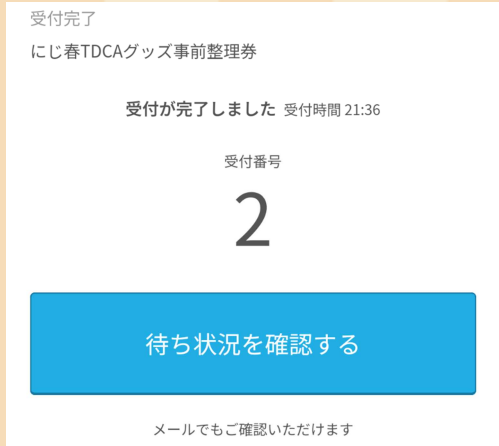 受付完了
にじ春TDCAグッズ事前整理券
受付が完了しました 受付時間 21:36
受付番号
2
待ち状況を確認する
メールでもご確認いただけます